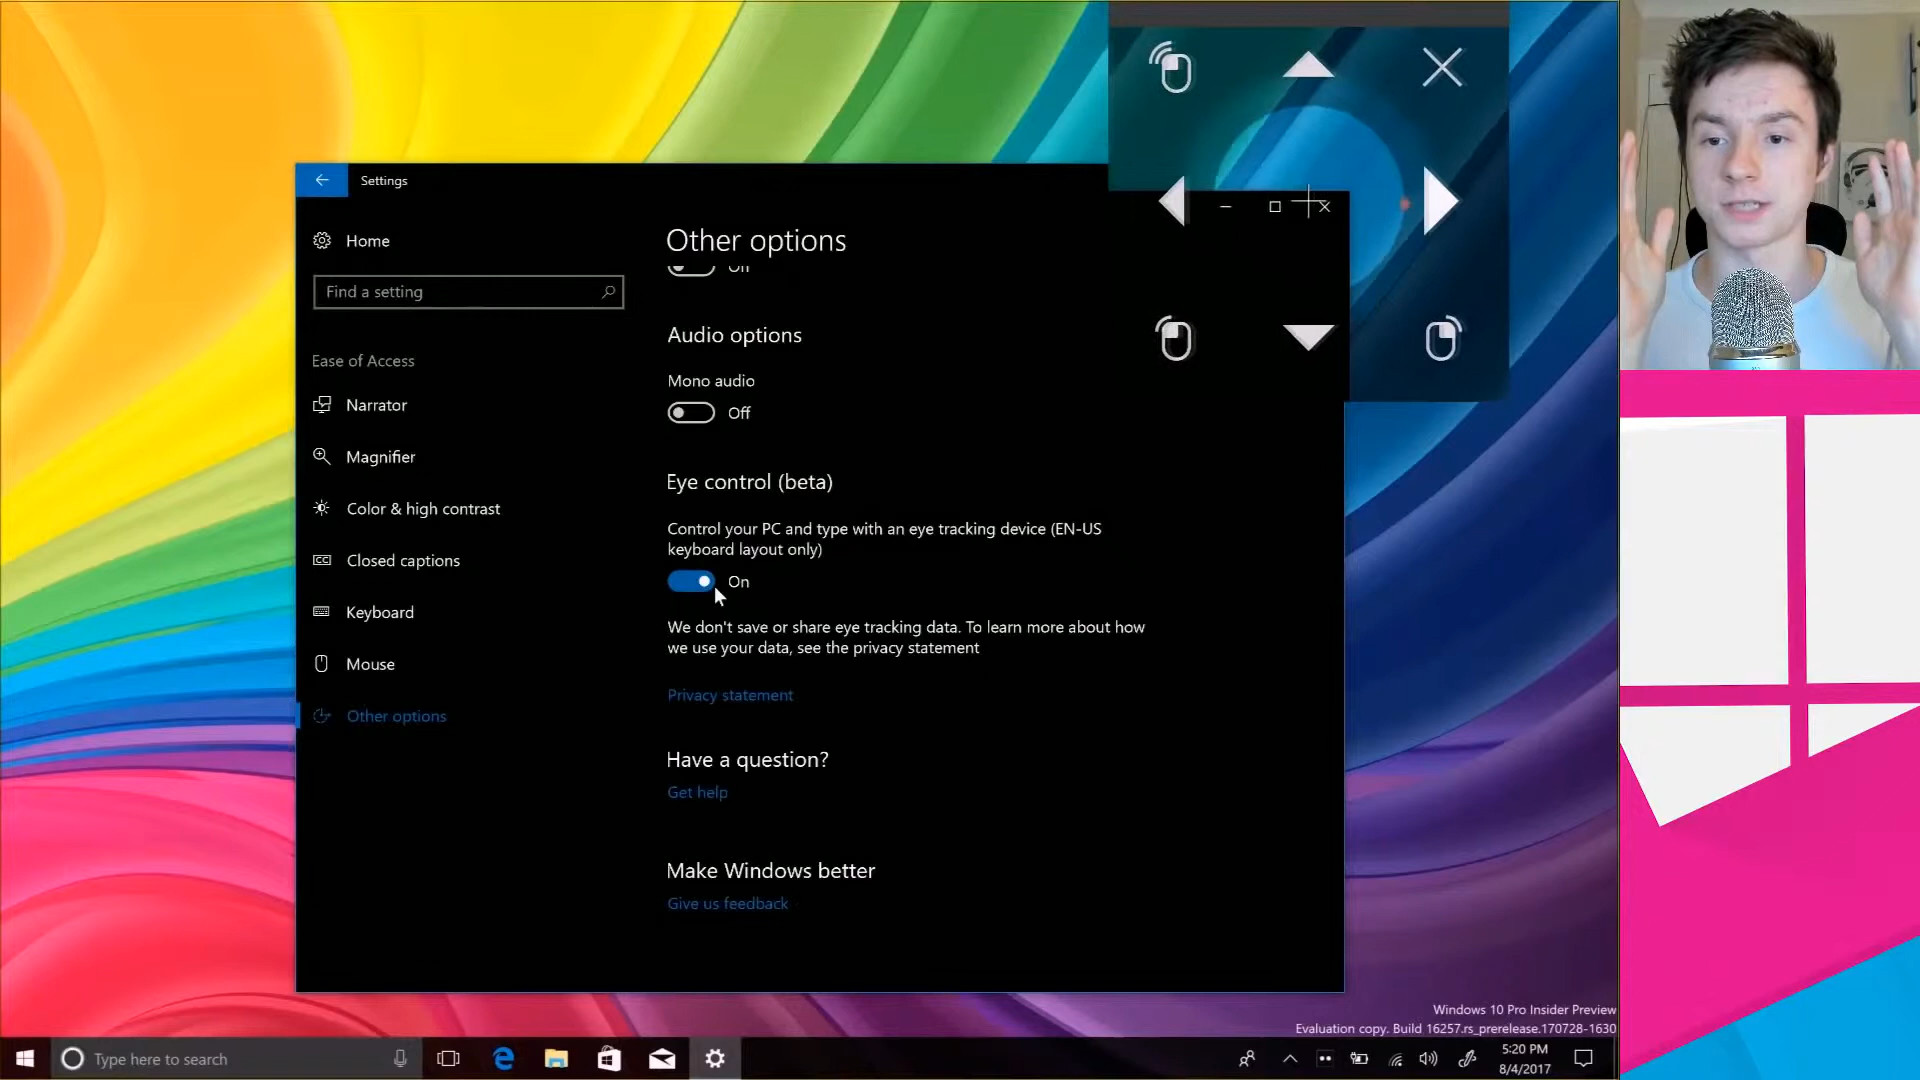 Settings
Home
Find a setting
Ease of Access
Narrator
Magnifier
Color & high contrast
Closed captions
Keyboard
Mouse
Other options
Other options
Off
Audio options
Mono audio
Off
Eye control (beta)
Control your PC and type with an eye tracking device (EN-US
keyboard layout only)
On
We don't save or share eye tracking data. To learn more about how
we use your data, see the privacy statement
Privacy statement
Have a question?
Get help
Make Windows better
Give us feedback
Windows 10 Pro Insider Preview
Evaluation copy. Build 16257.rs_prerelease.170728-1630
Type here to search
5:20 PM
8/4/2017